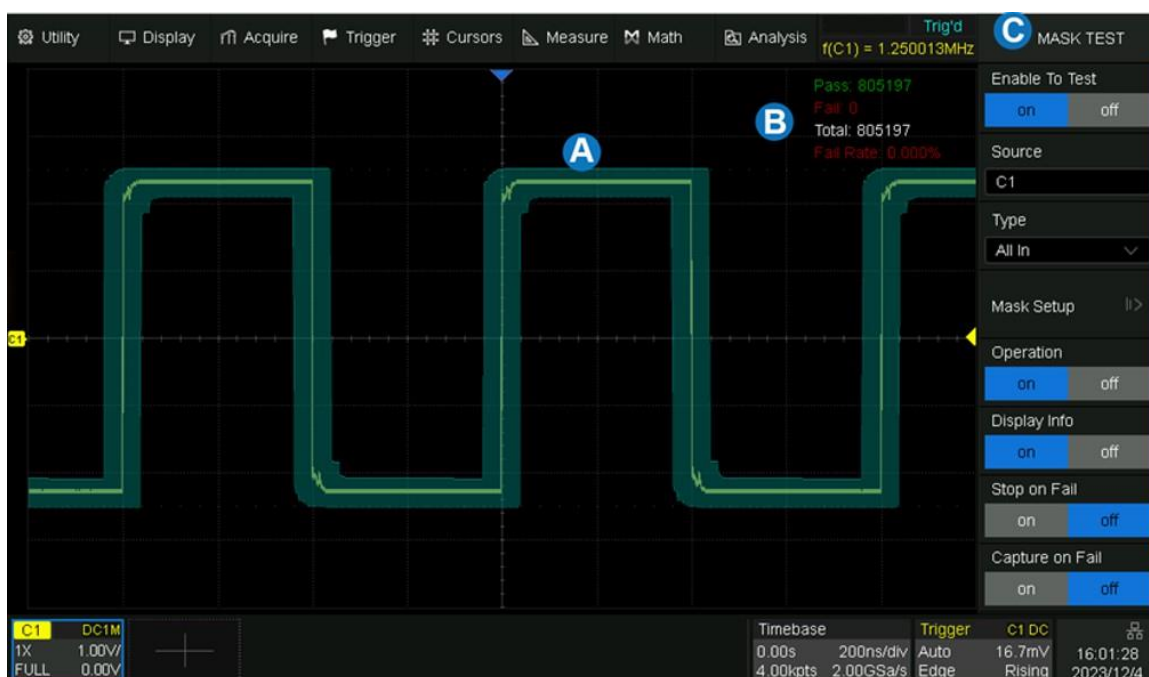 Utility Display Acquire Trigger Cursors Measure Math Analysis
Trig'd
f(C1) = 1.250013MHz
C MASK TEST
Pass: 805197
Fail: 0
Total: 805197
Fail Rate: 0.000%
B
A
C1
Enable To Test
on off
Source
C1
Type
All In
Mask Setup
Operation
on off
Display Info
on off
Stop on Fail
on off
Capture on Fail
on off
C1 DC1M
1X 1.00V/
FULL 0.00V
Timebase
0.00s 200ns/div
4.00kpts 2.00GSa/s
Trigger C1 DC
Auto 16.7mV
Edge Rising
16:01:28
2023/12/4